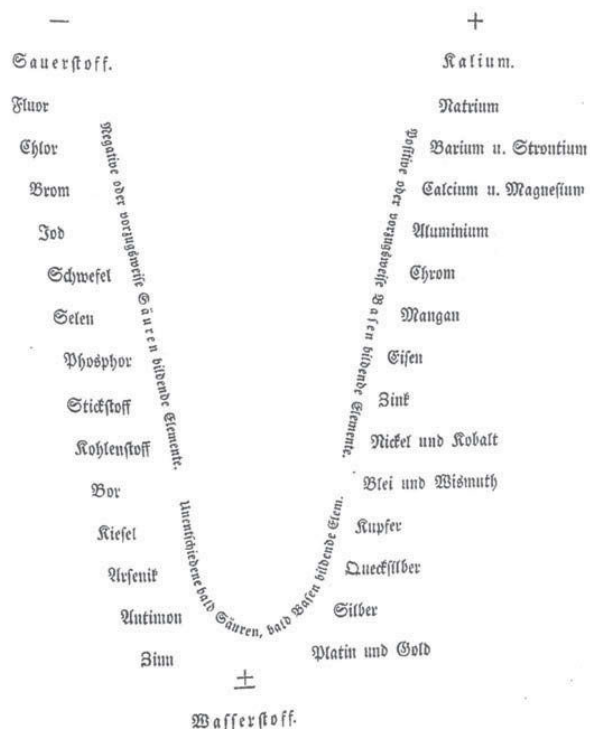 — +
Sauerstoff. Kalium.
Fluor Natrium
Chlor Barium u. Strontium
Brom Calcium u. Magnesium
Jod Aluminium
Schwefel Chrom
Selen Mangan
Phosphor Eisen
Stickstoff Zink
Kohlenstoff Nickel und Kobalt
Bor Blei und Wismuth
Kiesel Kupfer
Arsenik Quecksilber
Antimon Silber
Zinn Platin und Gold
Negative oder vorzugsweise Säuren bildende Elemente.
Unentschiedene bald Säuren, bald Basen bildende Elem.
Positive oder vorzugsweise Basen bildende Elemente.
±
Wasserstoff.